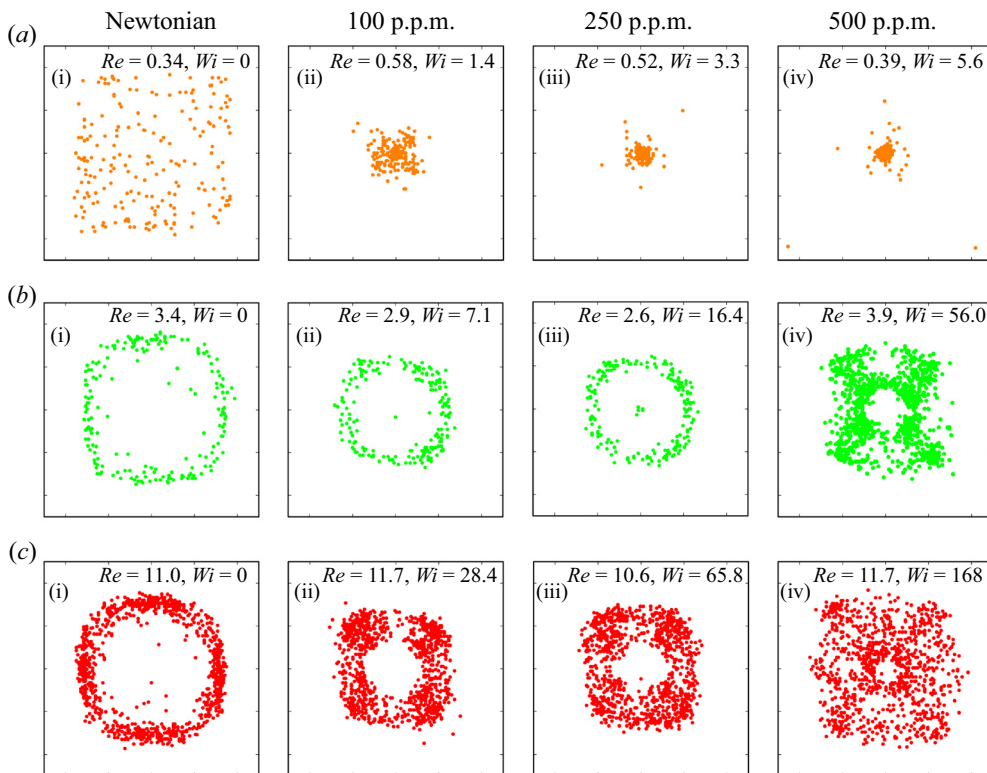 Newtonian 100 p.p.m. 250 p.p.m. 500 p.p.m.
(a)
Re = 0.34, Wi = 0 Re = 0.58, Wi = 1.4 Re = 0.52, Wi = 3.3 Re = 0.39, Wi = 5.6
(i) (ii) (iii) (iv)
(b)
Re = 3.4, Wi = 0 Re = 2.9, Wi = 7.1 Re = 2.6, Wi = 16.4 Re = 3.9, Wi = 56.0
(i) (ii) (iii) (iv)
(c)
Re = 11.0, Wi = 0 Re = 11.7, Wi = 28.4 Re = 10.6, Wi = 65.8 Re = 11.7, Wi = 168
(i) (ii) (iii) (iv)